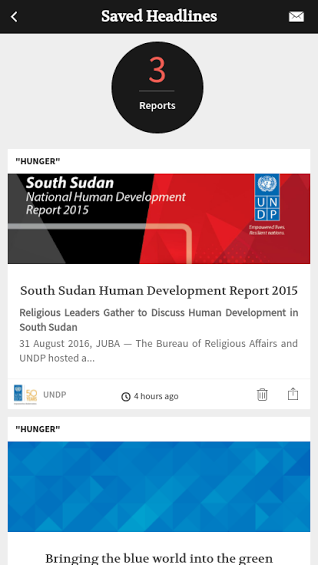 Saved Headlines
3
Reports
"HUNGER"
South Sudan
National Human Development
Report 2015
U N
D P
Empowered lives.
Resilient nations.
South Sudan Human Development Report 2015
Religious Leaders Gather to Discuss Human Development in
South Sudan
31 August 2016, JUBA — The Bureau of Religious Affairs and
UNDP hosted a...
50
UNDP
4 hours ago
"HUNGER"
Bringing the blue world into the green